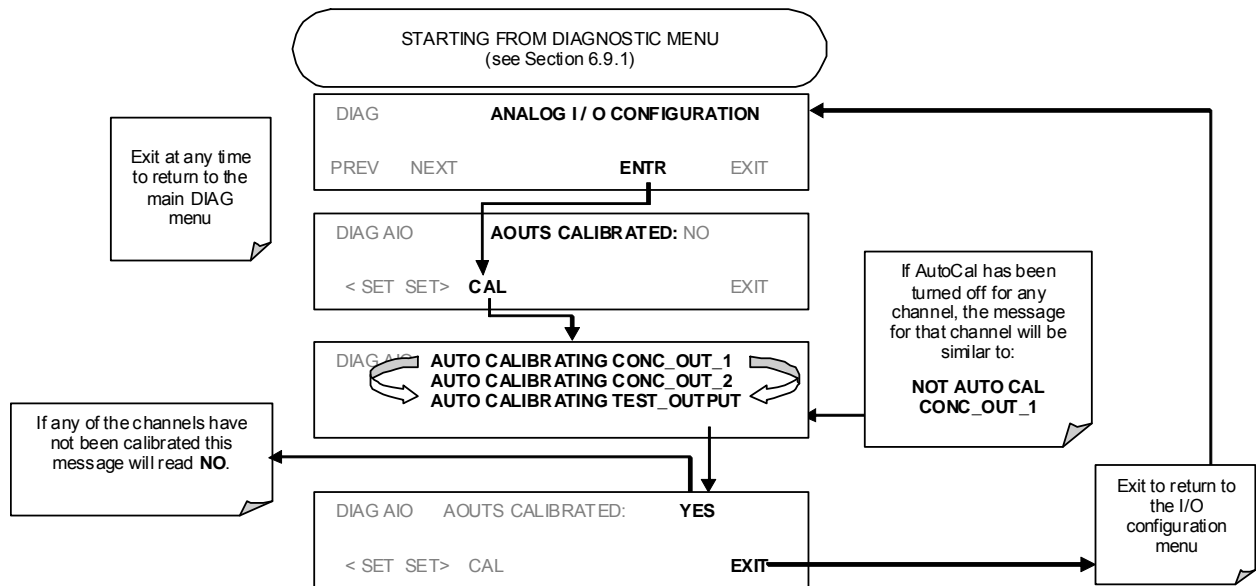 STARTING FROM DIAGNOSTIC MENU
(see Section 6.9.1)
DIAG ANALOG I / O CONFIGURATION
PREV NEXT ENTR EXIT
Exit at any time
to return to the
main DIAG
menu
DIAG AIO AOUTS CALIBRATED: NO
< SET SET> CAL EXIT
If AutoCal has been
turned off for any
channel, the message
for that channel will be
similar to:
NOT AUTO CAL
CONC_OUT_1
DIAG AIO AUTO CALIBRATING CONC_OUT_1
AUTO CALIBRATING CONC_OUT_2
AUTO CALIBRATING TEST_OUTPUT
If any of the channels have
not been calibrated this
message will read NO.
DIAG AIO AOUTS CALIBRATED: YES
< SET SET> CAL EXIT
Exit to return to
the I/O
configuration
menu